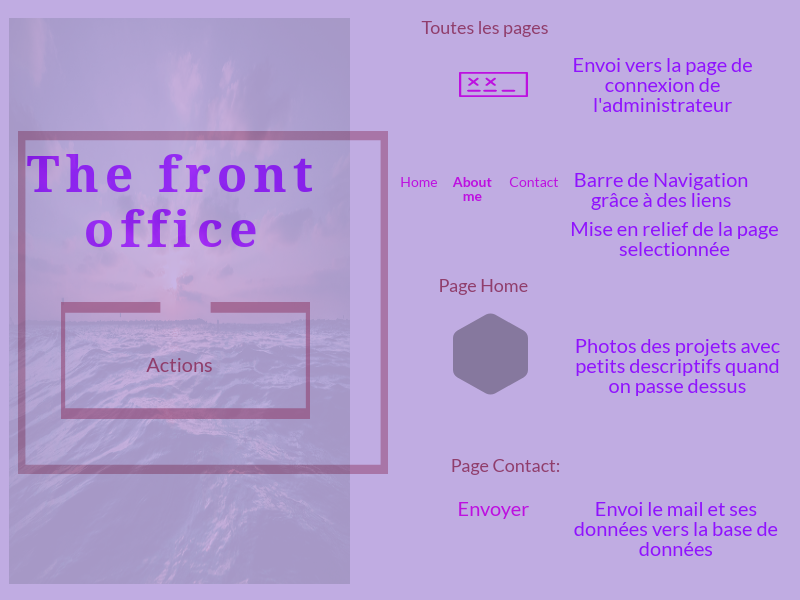 The front
office
Actions
Toutes les pages
Envoi vers la page de
connexion de
l'administrateur
Home About me Contact
Barre de Navigation
grâce à des liens
Mise en relief de la page
selectionnée
Page Home
Photos des projets avec
petits descriptifs quand
on passe dessus
Page Contact:
Envoyer
Envoi le mail et ses
données vers la base de
données